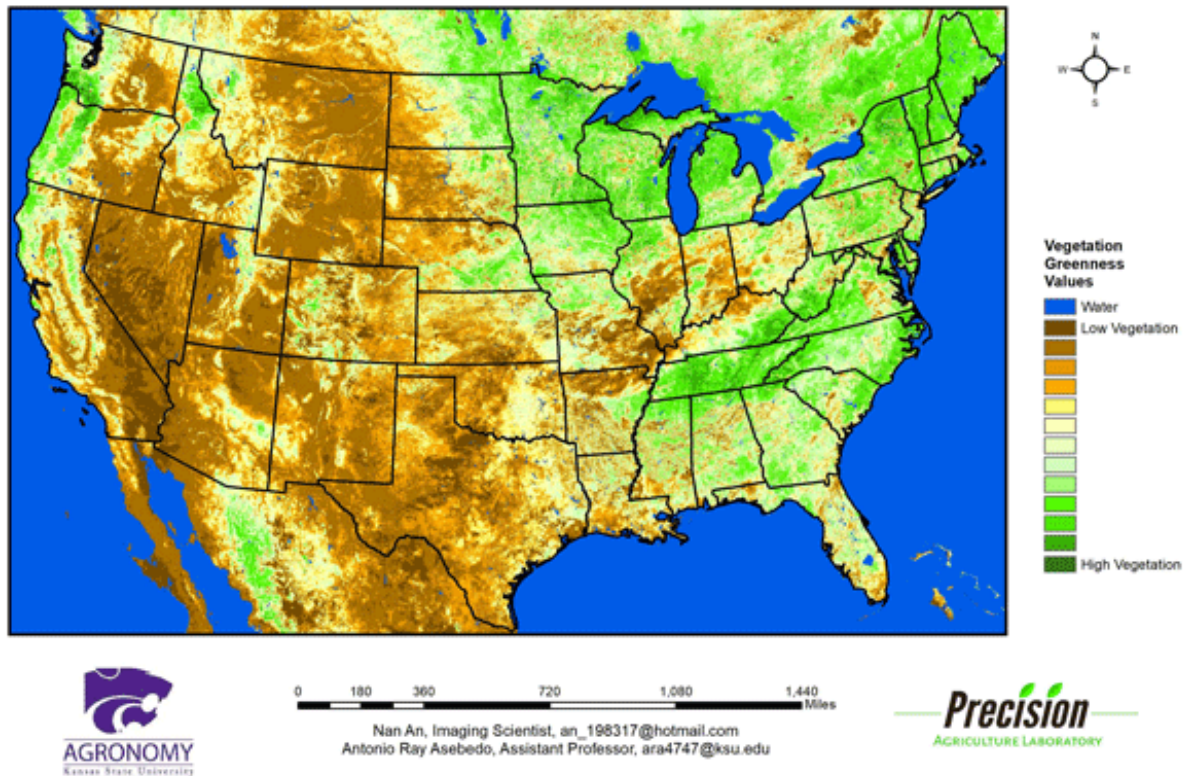 N
W
E
S
Vegetation
Greenness
Values
Water
Low Vegetation
High Vegetation
0 180 360 720 1,080 1,440
Miles
Nan An, Imaging Scientist, an_198317@hotmail.com
Antonio Ray Asebedo, Assistant Professor, ara4747@ksu.edu
AGRONOMY
Kansas State University
Precision
AGRICULTURE LABORATORY